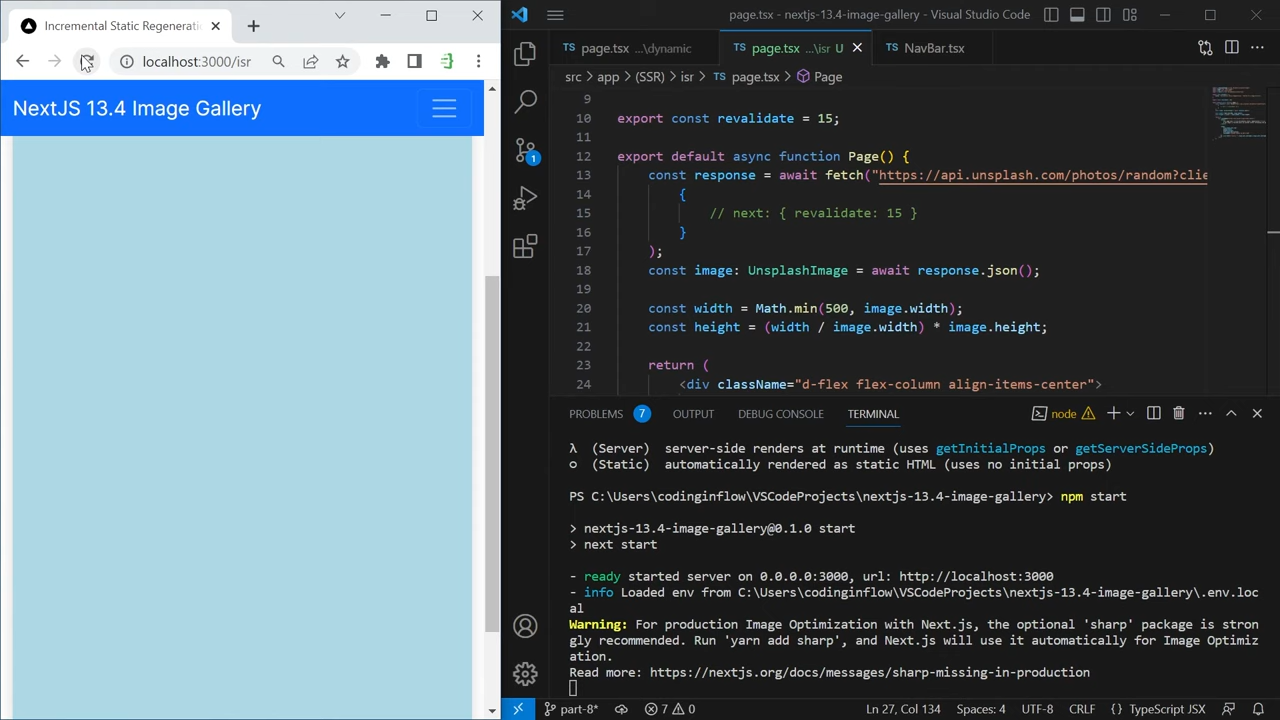 Incremental Static Regenerati
localhost:3000/isr
NextJS 13.4 Image Gallery
page.tsx - nextjs-13.4-image-gallery - Visual Studio Code
page.tsx ...\dynamic
page.tsx ...\isr U
NavBar.tsx
src > app > (SSR) > isr > page.tsx > Page
9
10 export const revalidate = 15;
11
12 export default async function Page() {
13 const response = await fetch("https://api.unsplash.com/photos/random?clie
14 {
15 // next: { revalidate: 15 }
16 }
17 );
18 const image: UnsplashImage = await response.json();
19
20 const width = Math.min(500, image.width);
21 const height = (width / image.width) * image.height;
22
23 return (
24 <div className="d-flex flex-column align-items-center">
PROBLEMS 7 OUTPUT DEBUG CONSOLE TERMINAL node
λ (Server) server-side renders at runtime (uses getInitialProps or getServerSideProps)
○ (Static) automatically rendered as static HTML (uses no initial props)
PS C:\Users\codinginflow\VSCodeProjects\nextjs-13.4-image-gallery> npm start
> nextjs-13.4-image-gallery@0.1.0 start
> next start
- ready started server on 0.0.0.0:3000, url: http://localhost:3000
- info Loaded env from C:\Users\codinginflow\VSCodeProjects\nextjs-13.4-image-gallery\.env.loc
al
Warning: For production Image Optimization with Next.js, the optional 'sharp' package is stron
gly recommended. Run 'yarn add sharp', and Next.js will use it automatically for Image Optimiz
ation.
Read more: https://nextjs.org/docs/messages/sharp-missing-in-production
1
part-8* 7 0 Ln 27, Col 134 Spaces: 4 UTF-8 CRLF {} TypeScript JSX